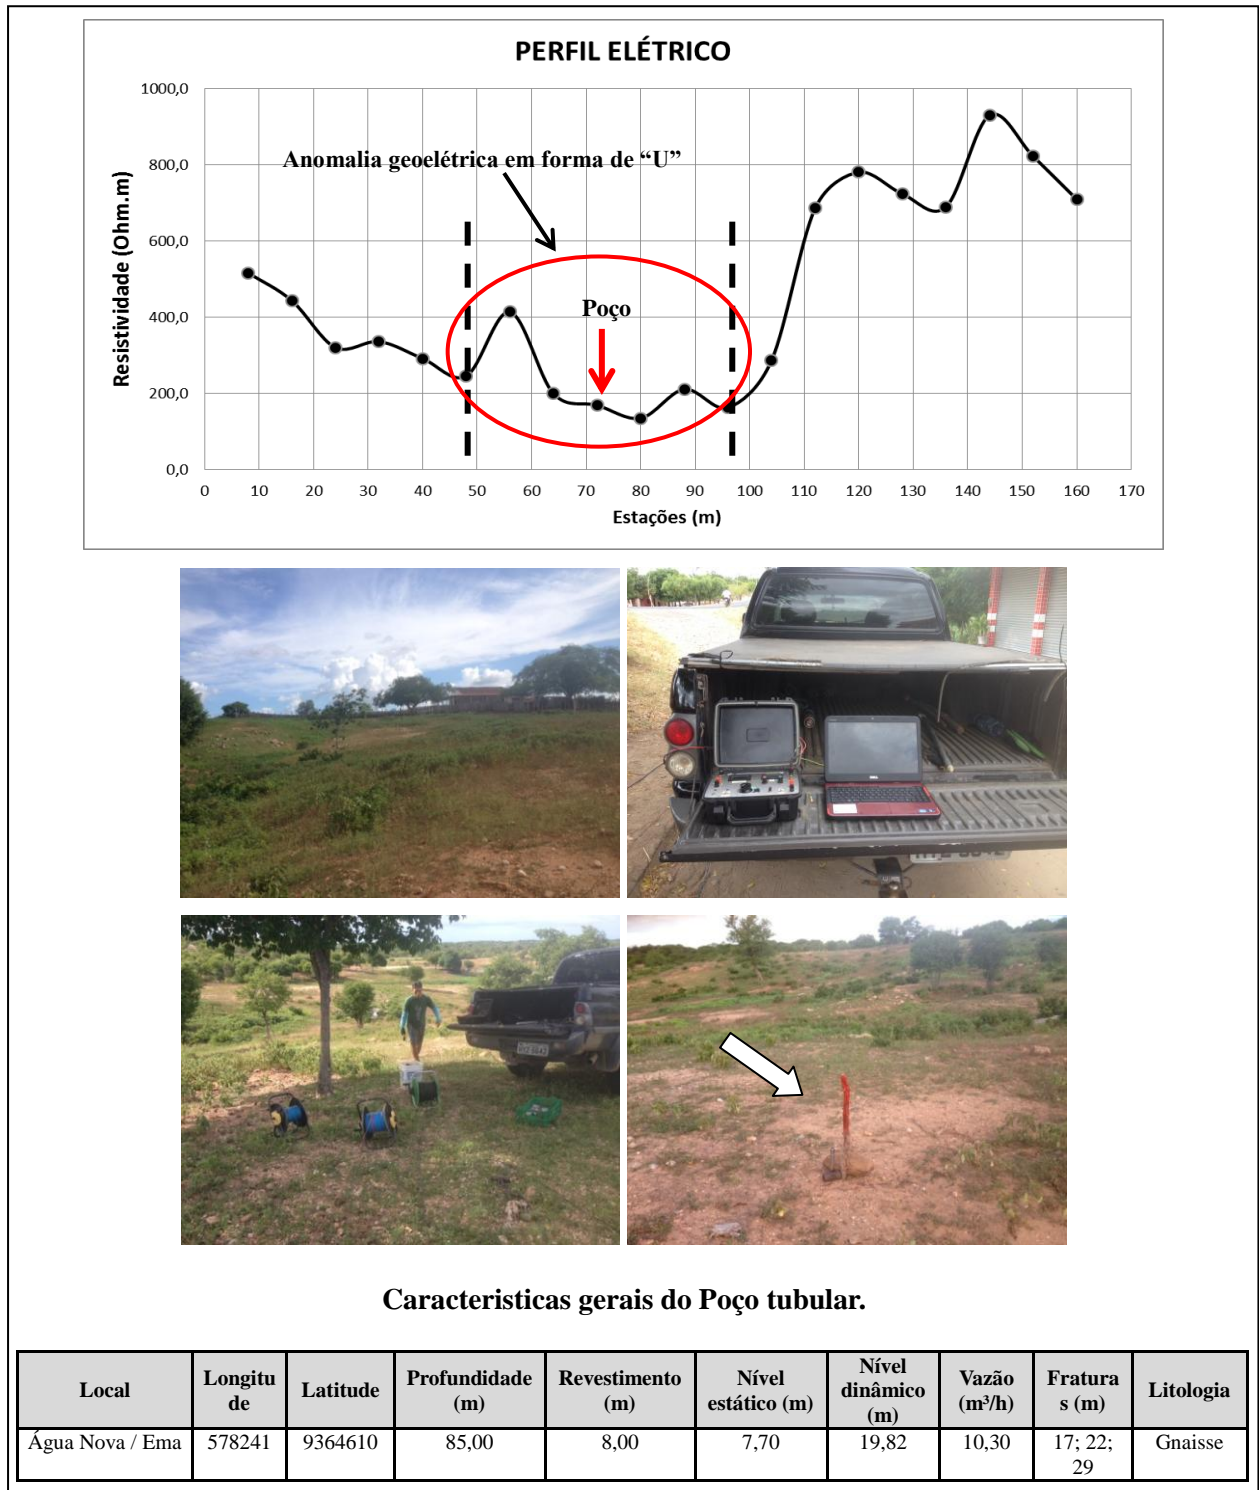 PERFIL ELÉTRICO
1000,0
800,0
600,0
400,0
200,0
0,0
Resistividade (Ohm.m)
Anomalia geoelétrica em forma de “U”
Poço
0 10 20 30 40 50 60 70 80 90 100 110 120 130 140 150 160 170
Estações (m)
DELL
Caracteristicas gerais do Poço tubular.
Local Longitu Latitude Profundidade Revestimento Nível Nível Vazão Fratura Litologia
de (m) (m) estático (m) dinâmico (m³/h) s (m)
(m)
Água Nova / Ema 578241 9364610 85,00 8,00 7,70 19,82 10,30 17; 22; Gnaisse
29